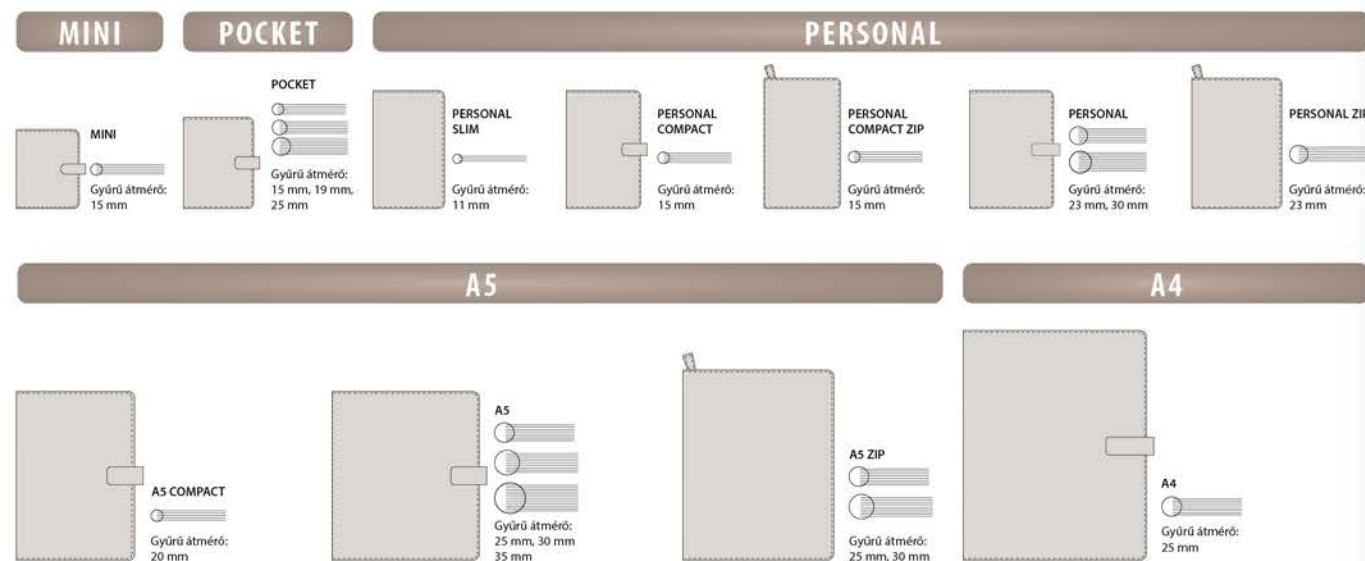 MINI
POCKET
PERSONAL
MINI
Gyűrű átmérő:
15 mm
POCKET
Gyűrű átmérő:
15 mm, 19 mm,
25 mm
PERSONAL
SLIM
Gyűrű átmérő:
11 mm
PERSONAL
COMPACT
Gyűrű átmérő:
15 mm
PERSONAL
COMPACT ZIP
Gyűrű átmérő:
15 mm
PERSONAL
Gyűrű átmérő:
23 mm, 30 mm
PERSONAL ZIP
Gyűrű átmérő:
23 mm
A5
A4
A5 COMPACT
Gyűrű átmérő:
20 mm
A5
Gyűrű átmérő:
25 mm, 30 mm
35 mm
A5 ZIP
Gyűrű átmérő:
25 mm, 30 mm
A4
Gyűrű átmérő:
25 mm